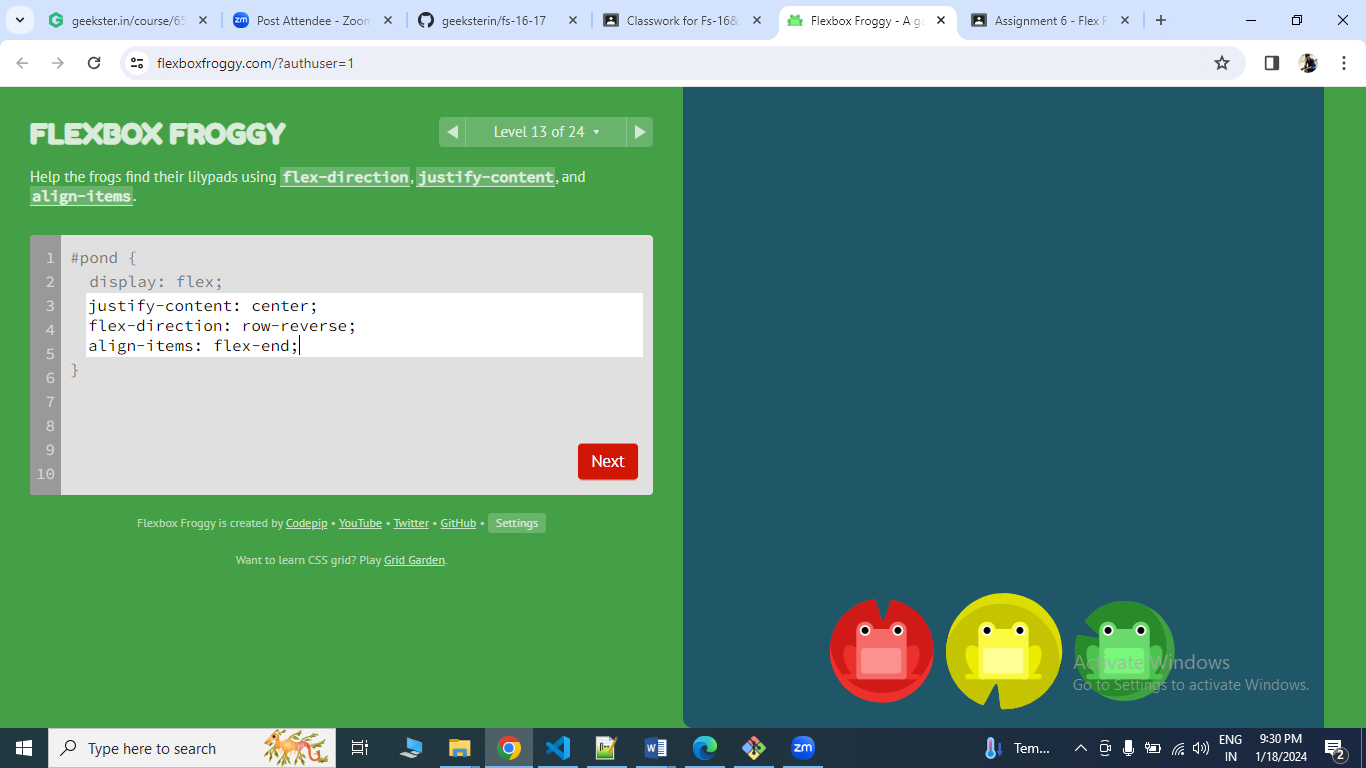 geekster.in/course/65
Post Attendee - Zoom
geeksterin/fs-16-17
Classwork for Fs-16&
Flexbox Froggy - A ga
Assignment 6 - Flex F
flexboxfroggy.com/?authuser=1
FLEXBOX FROGGY
Level 13 of 24
Help the frogs find their lilypads using flex-direction, justify-content, and
align-items.
1 #pond {
2 display: flex;
3 justify-content: center;
4 flex-direction: row-reverse;
5 align-items: flex-end;
6 }
7
8
9
10
Next
Flexbox Froggy is created by Codepip • YouTube • Twitter • GitHub • Settings
Want to learn CSS grid? Play Grid Garden.
Activate Windows
Go to Settings to activate Windows.
Type here to search
Tem...
ENG
IN
9:30 PM
1/18/2024
2